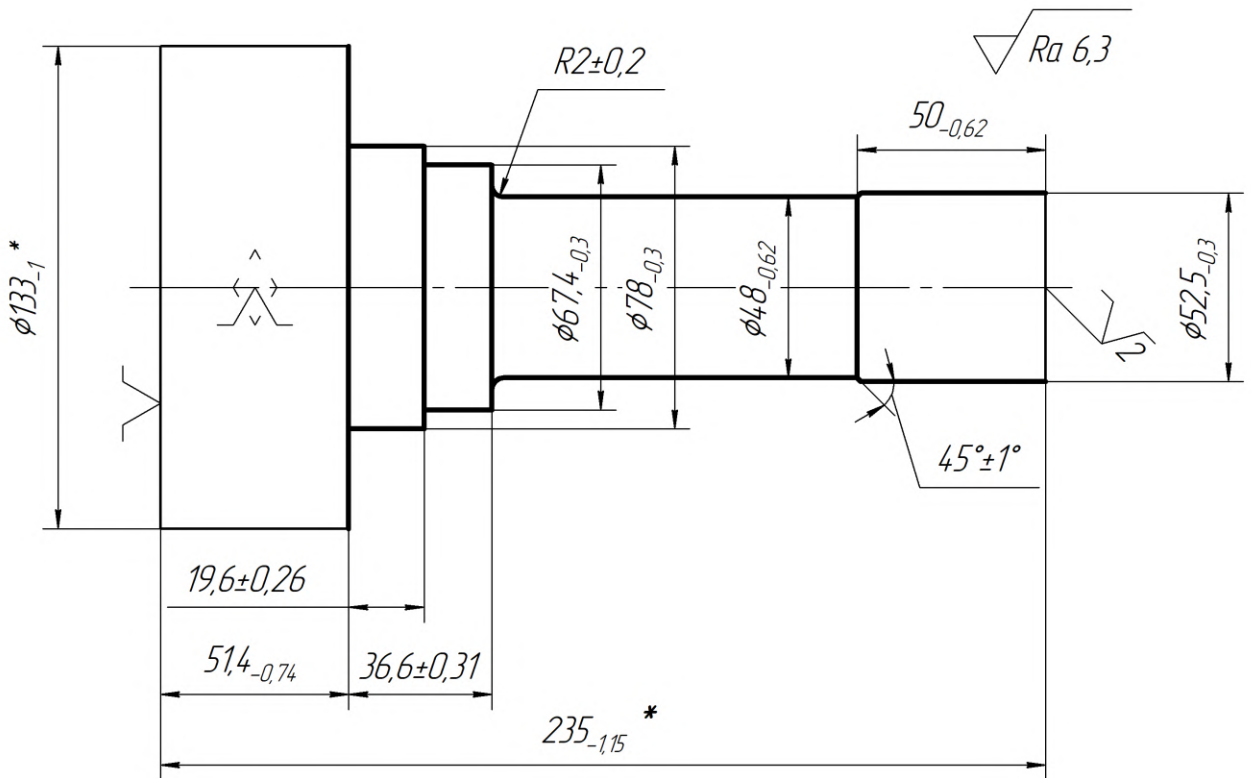 Ra 6,3
R2±0,2
50-0,62
ϕ133-1 *
ϕ67,4-0,3
ϕ78-0,3
ϕ48-0,62
ϕ52,5-0,3
2
45°±1°
19,6±0,26
51,4-0,74
36,6±0,31
235-1,15 *